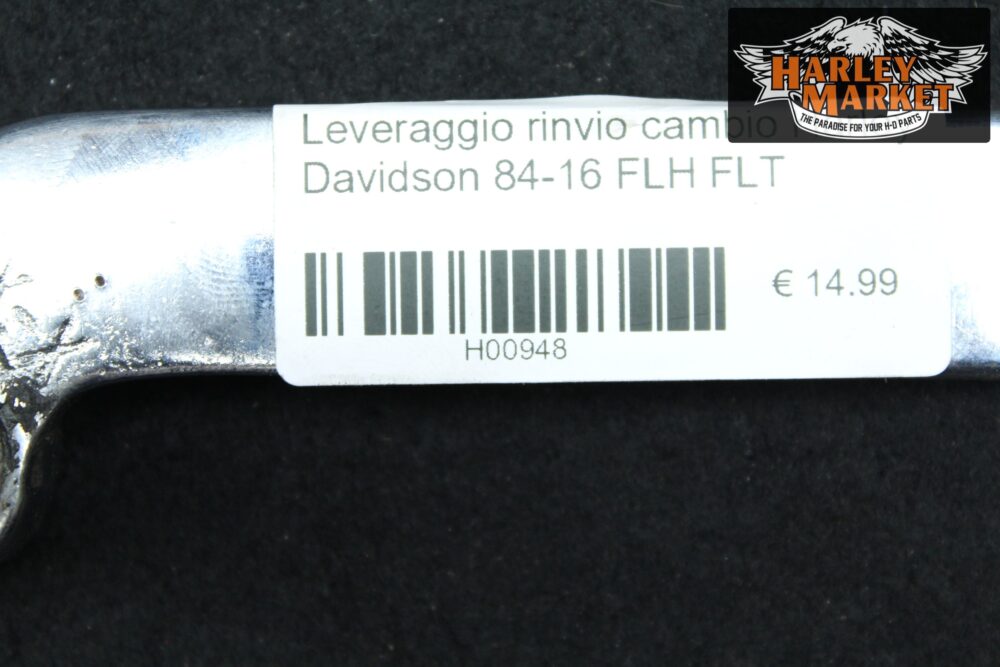 HARLEY
MARKET
THE PARADISE FOR YOUR H-D PARTS
Leveraggio rinvio cambio
Davidson 84-16 FLH FLT
€ 14.99
H00948